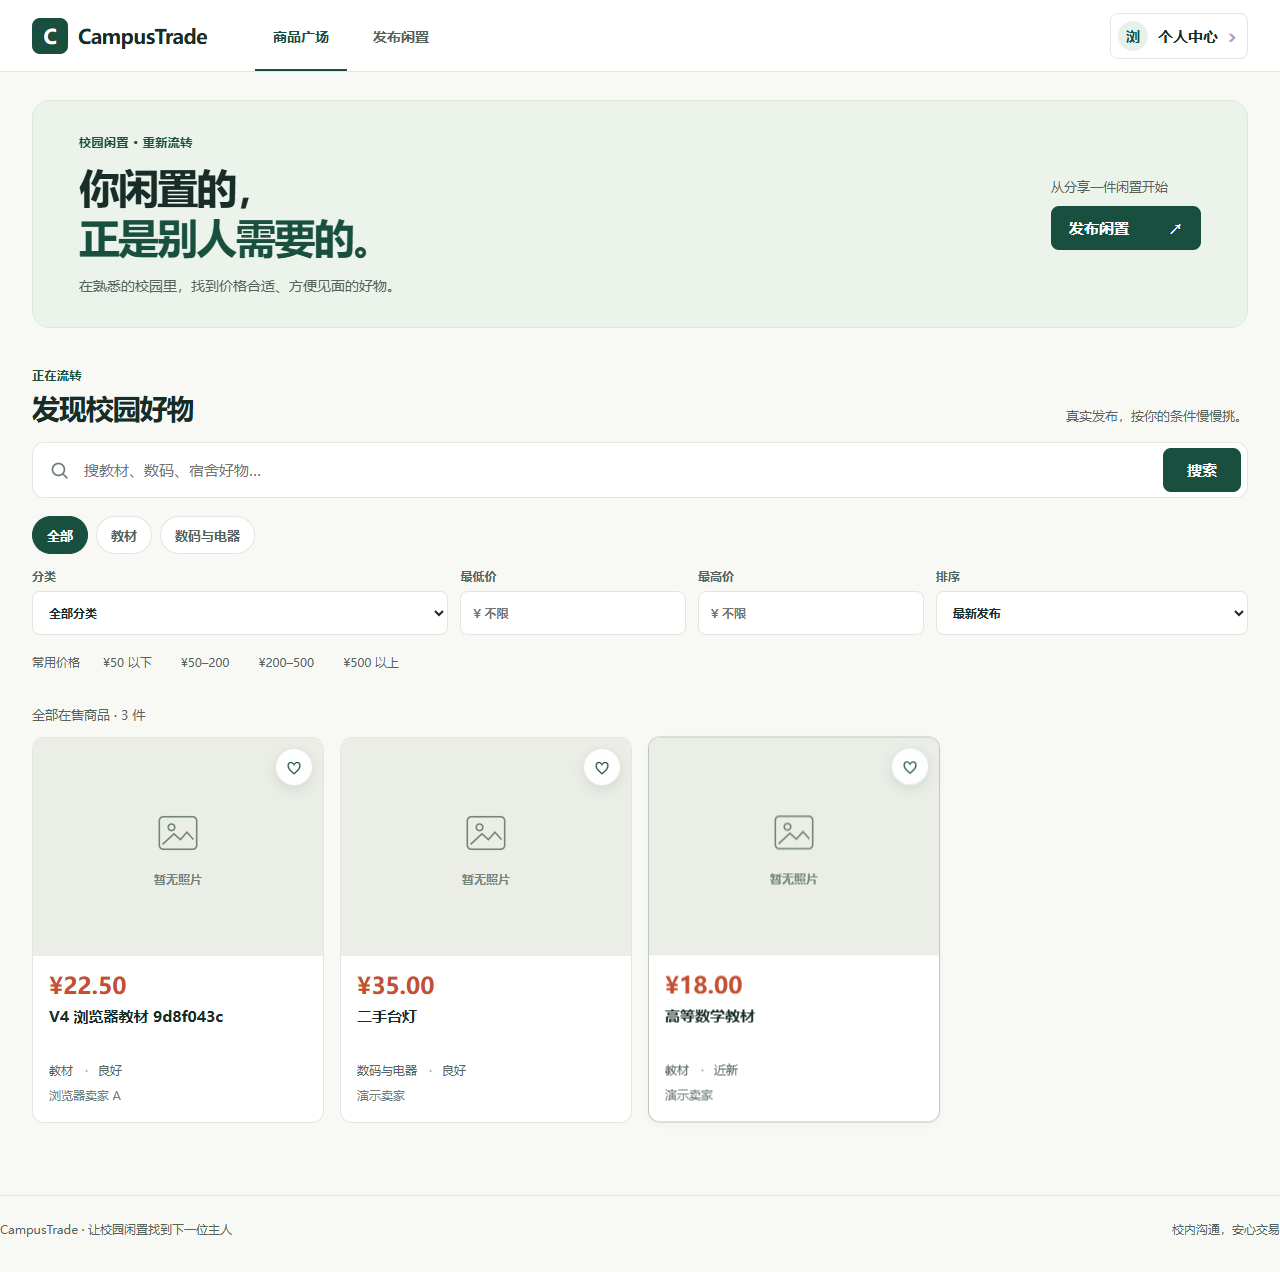 C CampusTrade 商品广场 发布闲置 浏 个人中心 ›
校园闲置 • 重新流转
你闲置的，
正是别人需要的。
在熟悉的校园里，找到价格合适、方便见面的好物。
从分享一件闲置开始
发布闲置 ↗
正在流转
发现校园好物
真实发布，按你的条件慢慢挑。
搜教材、数码、宿舍好物... 搜索
全部 教材 数码与电器
分类 最低价 最高价 排序
全部分类 ¥ 不限 ¥ 不限 最新发布
常用价格 ¥50 以下 ¥50–200 ¥200–500 ¥500 以上
全部在售商品 · 3 件
暂无照片
¥22.50
V4 浏览器教材 9d8f043c
教材 · 良好
浏览器卖家 A
暂无照片
¥35.00
二手台灯
数码与电器 · 良好
演示卖家
暂无照片
¥18.00
高等数学教材
教材 · 近新
演示卖家
CampusTrade · 让校园闲置找到下一位主人 校内沟通，安心交易